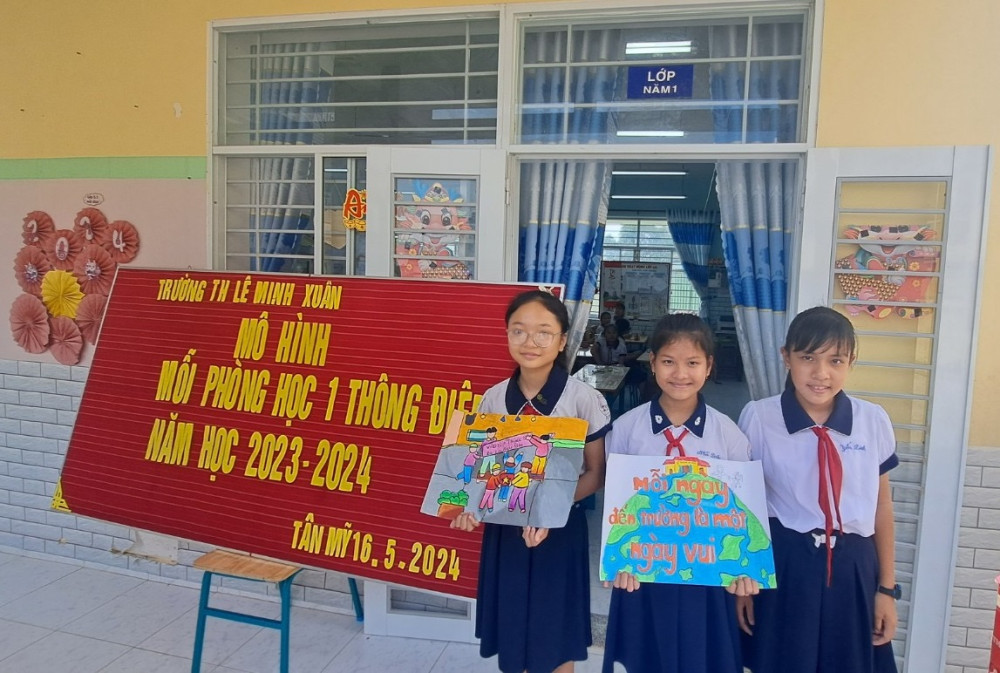 LỚP
NĂM 1
TRƯỜNG TH LÊ MINH XUÂN
MÔ HÌNH
MỖI PHÒNG HỌC 1 THÔNG ĐIỆ
NĂM HỌC 2023-2024
TÂN MỸ 16.5.2024
Mỗi ngày
đến trường là một
ngày vui